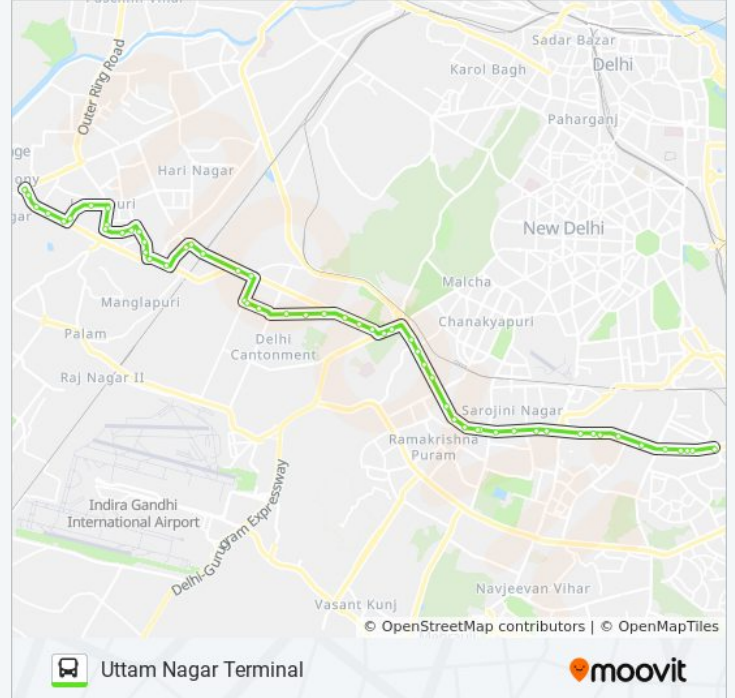 Sadar Bazar
Delhi
Karol Bagh
Outer Ring Road
Paharganj
Hari Nagar
New Delhi
Malcha
Manglapuri
Chanakyapuri
Palam
Delhi
Cantonment
Raj Nagar II
Sarojini Nagar
Ramakrishna
Puram
Indira Gandhi
International Airport
Delhi-Gurugram Expressway
Navjeevan Vihar
Vasant Kunj
© OpenStreetMap contributors | © OpenMapTiles
Uttam Nagar Terminal
moovit